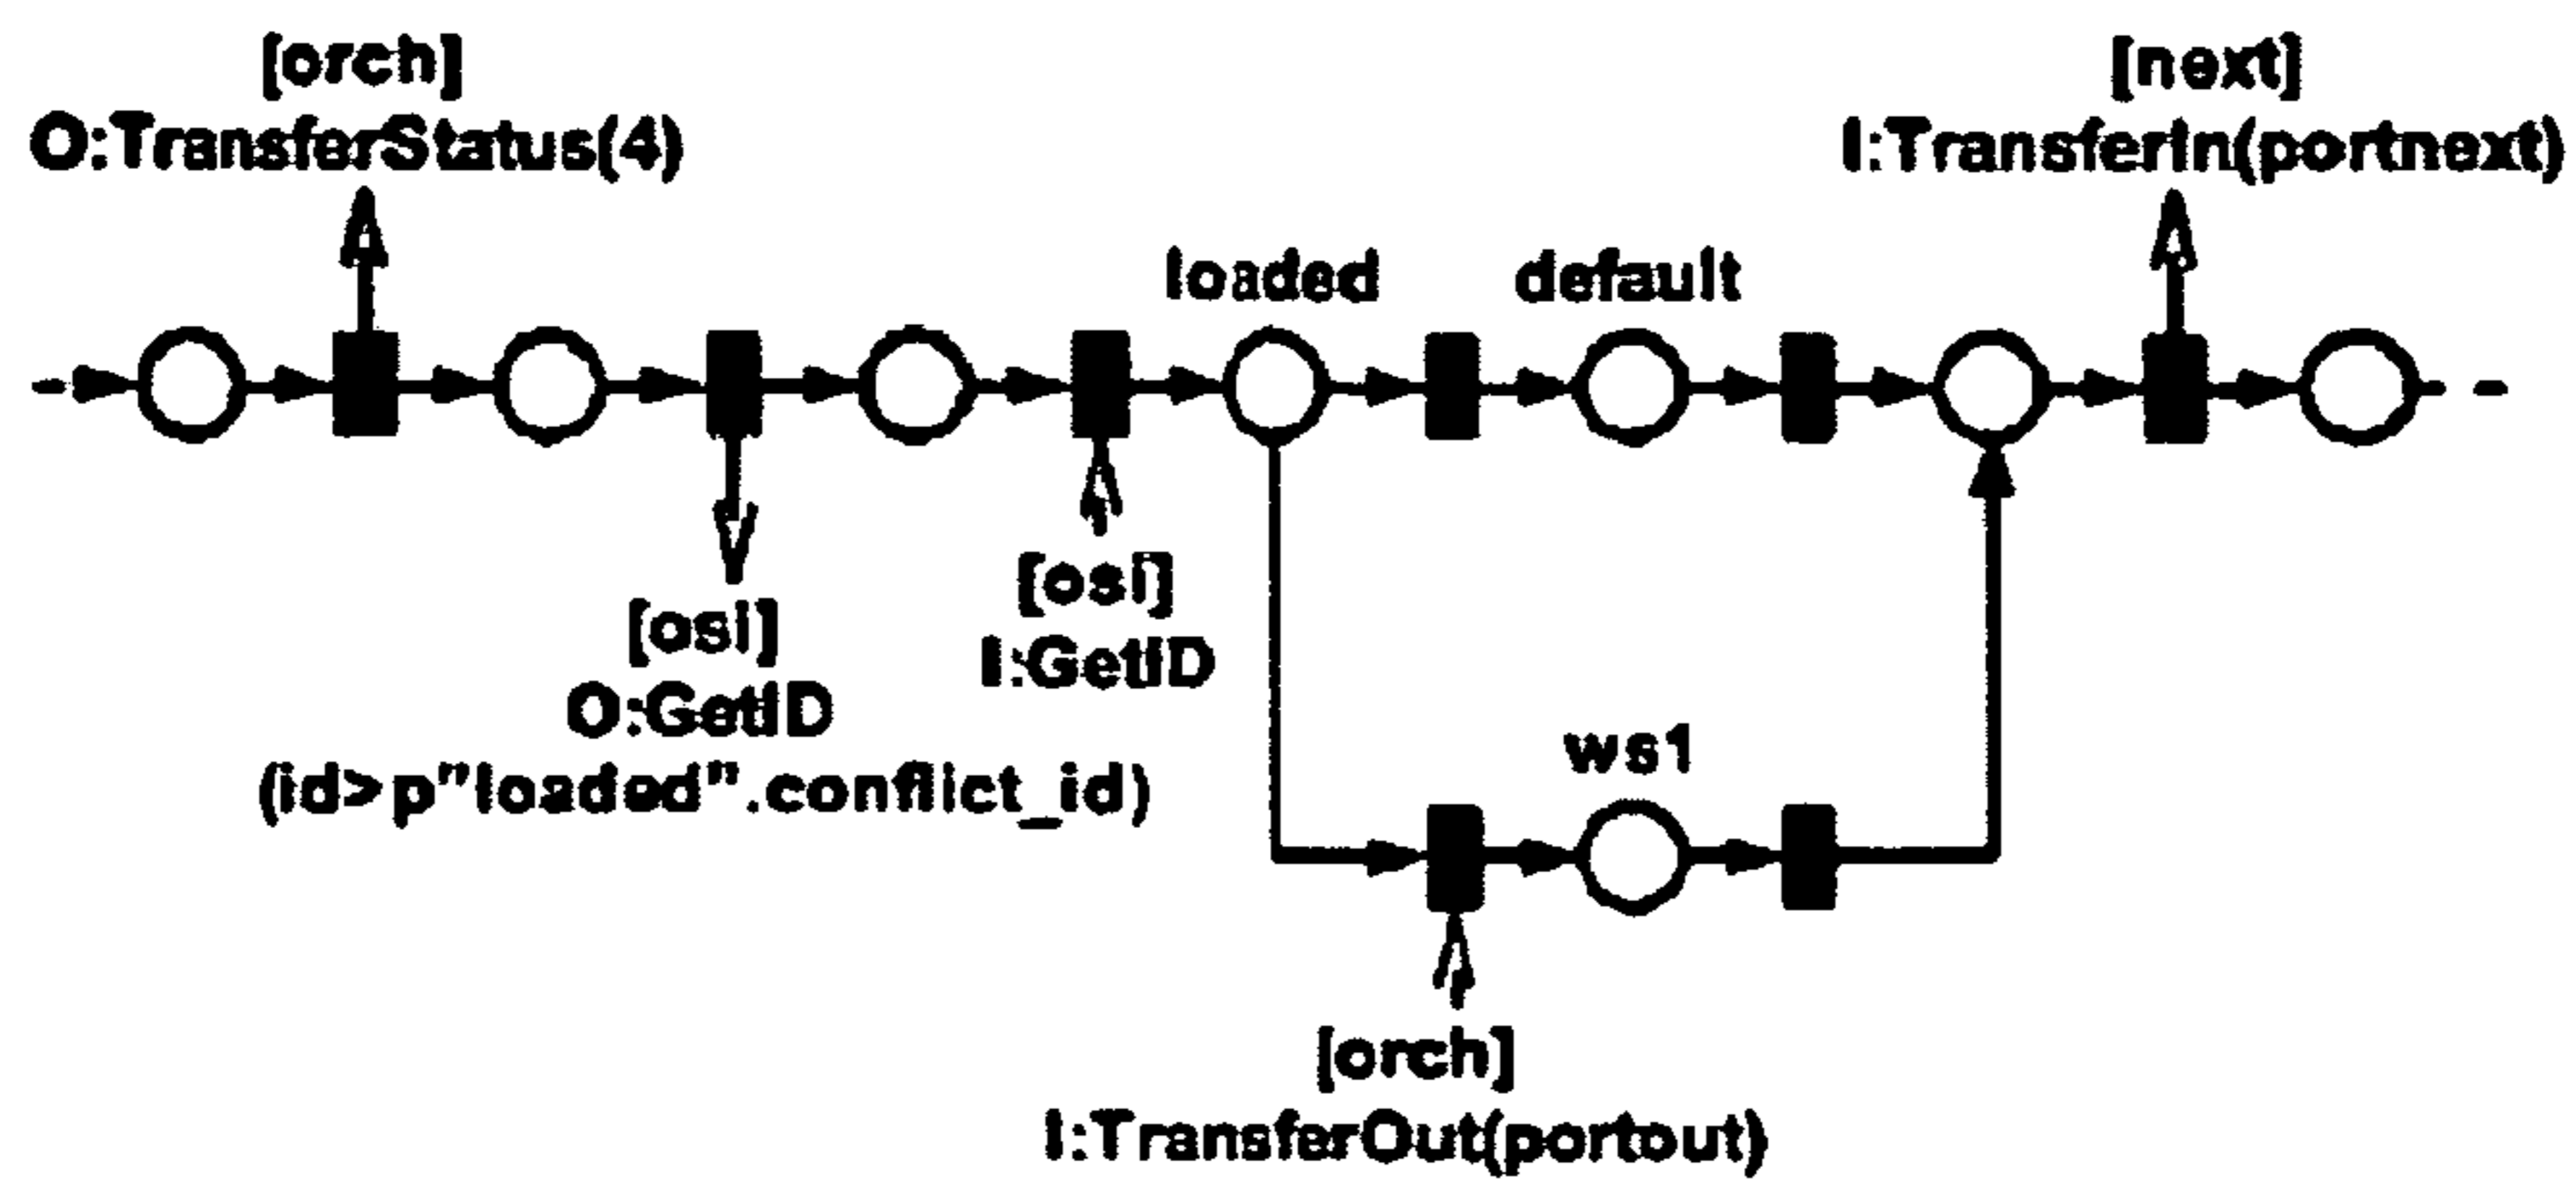 [orch]
O:TransferStatus(4)
[next]
I:TransferIn(portnext)
loaded
default
[osi]
I:GetID
[osi]
O:GetID
(id>p"loaded".conflict_id)
ws1
[orch]
I:TransferOut(portout)